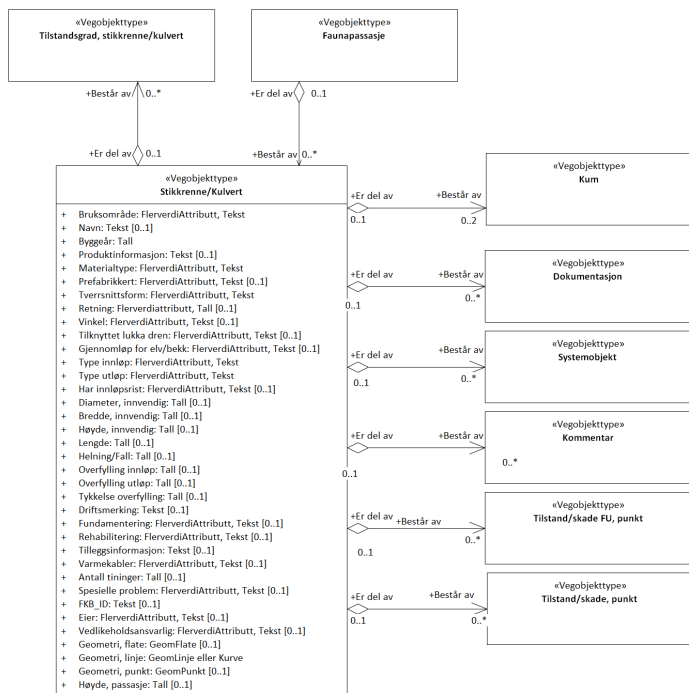 «Vegobjekttype»
Tilstandsgrad, stikkrenne/kulvert
«Vegobjekttype»
Faunapassasje
+Består av
0..*
+Er del av
0..1
+Er del av
0..1
+Består av
0..*
«Vegobjekttype»
Stikkrenne/Kulvert
+ Bruksområde: FlerverdiAttributt, Tekst
+ Navn: Tekst [0..1]
+ Byggeår: Tall
+ Produktinformasjon: Tekst [0..1]
+ Materialtype: FlerverdiAttributt, Tekst
+ Prefabrikkert: FlerverdiAttributt, Tekst [0..1]
+ Tverrsnittsform: FlerverdiAttributt, Tekst
+ Retning: Flerverdiattributt, Tall [0..1]
+ Vinkel: FlerverdiAttributt, Tekst [0..1]
+ Tilknyttet lukka dren: FlerverdiAttributt, Tekst [0..1]
+ Gjennomløp for elv/bekk: FlerverdiAttributt, Tekst [0..1]
+ Type innløp: FlerverdiAttributt, Tekst
+ Type utløp: FlerverdiAttributt, Tekst
+ Har innløpsrist: FlerverdiAttributt, Tekst [0..1]
+ Diameter, innvendig: Tall [0..1]
+ Bredde, innvendig: Tall [0..1]
+ Høyde, innvendig: Tall [0..1]
+ Lengde: Tall [0..1]
+ Helning/Fall: Tall [0..1]
+ Overfylling innløp: Tall [0..1]
+ Overfylling utløp: Tall [0..1]
+ Tykkelse overfylling: Tall [0..1]
+ Driftsmerking: Tekst [0..1]
+ Fundamentering: FlerverdiAttributt, Tekst [0..1]
+ Rehabilitering: FlerverdiAttributt, Tekst [0..1]
+ Tilleggsinformasjon: Tekst [0..1]
+ Varmekabler: FlerverdiAttributt, Tekst [0..1]
+ Antall tininger: Tall [0..1]
+ Spesielle problem: FlerverdiAttributt, Tekst [0..1]
+ FKB_ID: Tekst [0..1]
+ Eier: FlerverdiAttributt, Tekst [0..1]
+ Vedlikeholdsansvarlig: FlerverdiAttributt, Tekst [0..1]
+ Geometri, flate: GeomFlate [0..1]
+ Geometri, linje: GeomLinje eller Kurve
+ Geometri, punkt: GeomPunkt [0..1]
+ Høyde, passasje: Tall [0..1]
+Er del av
0..1
+Består av
0..2
«Vegobjekttype»
Kum
+Er del av
0..1
+Består av
0..*
«Vegobjekttype»
Dokumentasjon
+Er del av
0..1
+Består av
0..*
«Vegobjekttype»
Systemobjekt
+Er del av
0..1
+Består av
0..*
«Vegobjekttype»
Kommentar
+Er del av
0..1
+Består av
0..*
«Vegobjekttype»
Tilstand/skade FU, punkt
+Er del av
0..1
+Består av
0..*
«Vegobjekttype»
Tilstand/skade, punkt